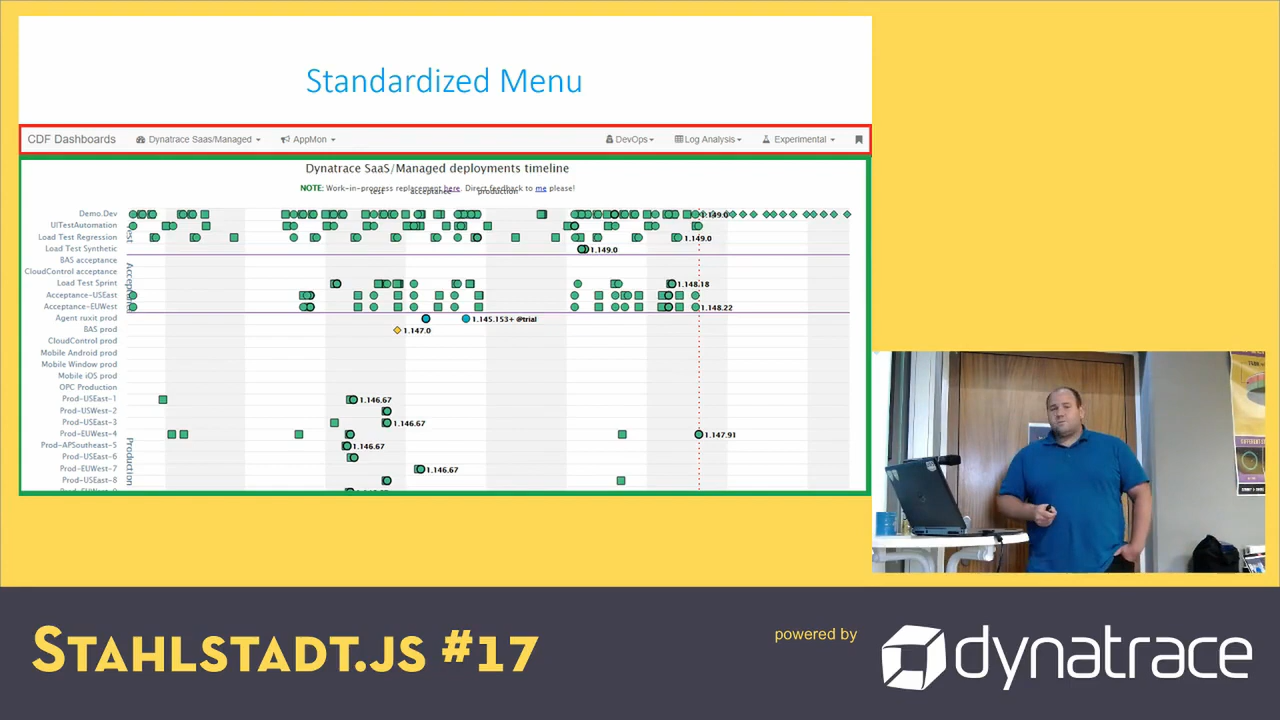 Standardized Menu
CDF Dashboards Dynatrace Saas/Managed AppMon DevOps Log Analysis Experimental
Dynatrace SaaS/Managed deployments timeline
NOTE: Work-in-progress replacement here. Direct feedback to me please!
test acceptance production
Demo.Dev 1.149.0
UITestAutomation
Load Test Regression 1.149.0
Load Test Synthetic 1.149.0
BAS acceptance
CloudControl acceptance
Load Test Sprint 1.148.18
Acceptance-USEast
Acceptance-EUWest 1.148.22
Agent ruxit prod 1.145.153+ @trial
BAS prod 1.147.0
CloudControl prod
Mobile Android prod
Mobile Window prod
Mobile iOS prod
OPC Production
Prod-USEast-1 1.146.67
Prod-USWest-2
Prod-USEast-3 1.146.67
Prod-EUWest-4 1.147.91
Prod-APSoutheast-5 1.146.67
Prod-USEast-6
Prod-EUWest-7 1.146.67
Prod-USEast-8
Production
STAHLSTADT.JS #17
powered by
dynatrace